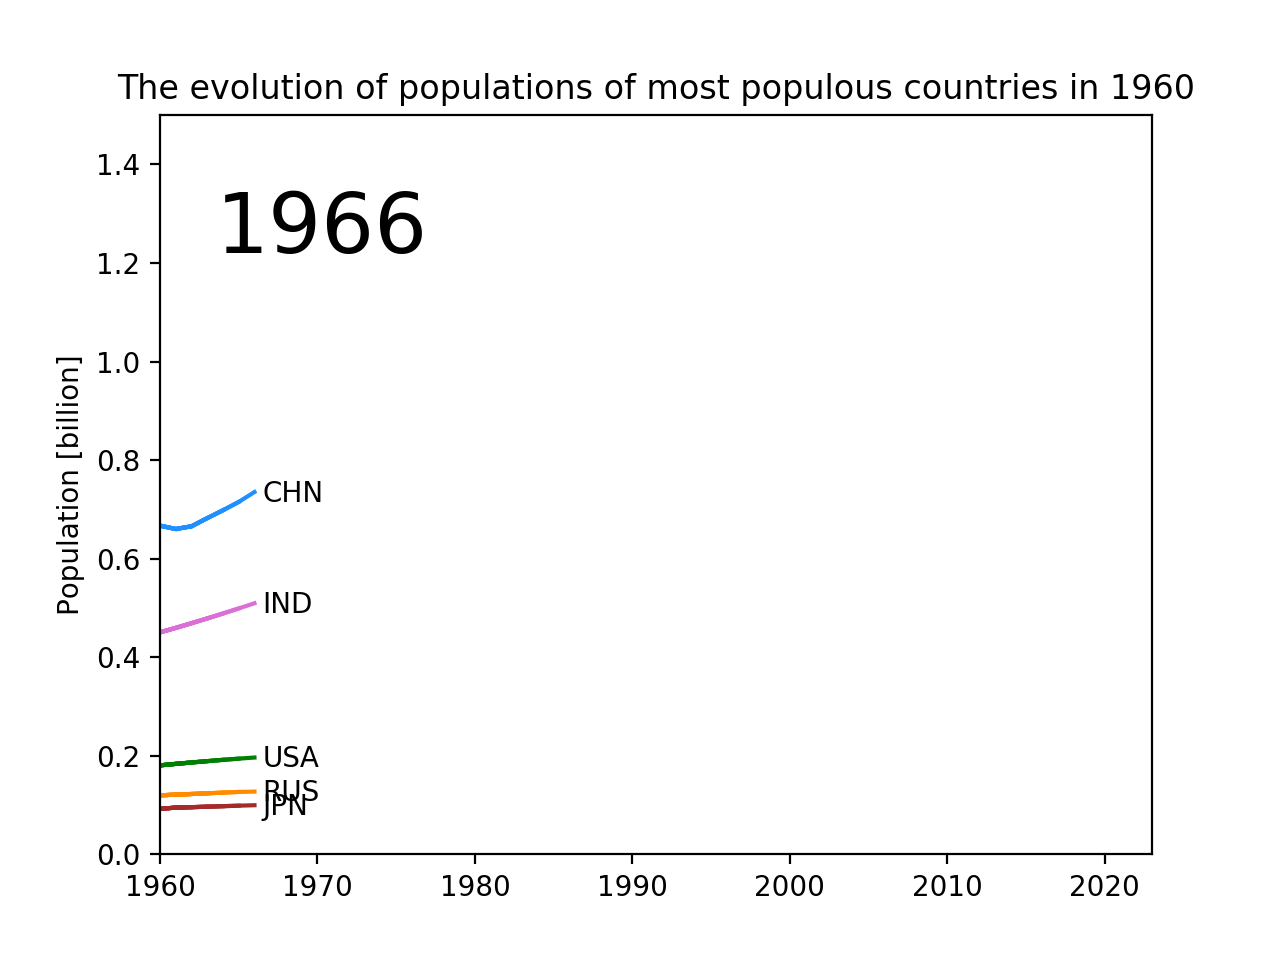 The evolution of populations of most populous countries in 1960
1966
Population [billion]
1.4
1.2
1.0
0.8
0.6
0.4
0.2
0.0
CHN
IND
USA
RUS
JPN
1960 1970 1980 1990 2000 2010 2020